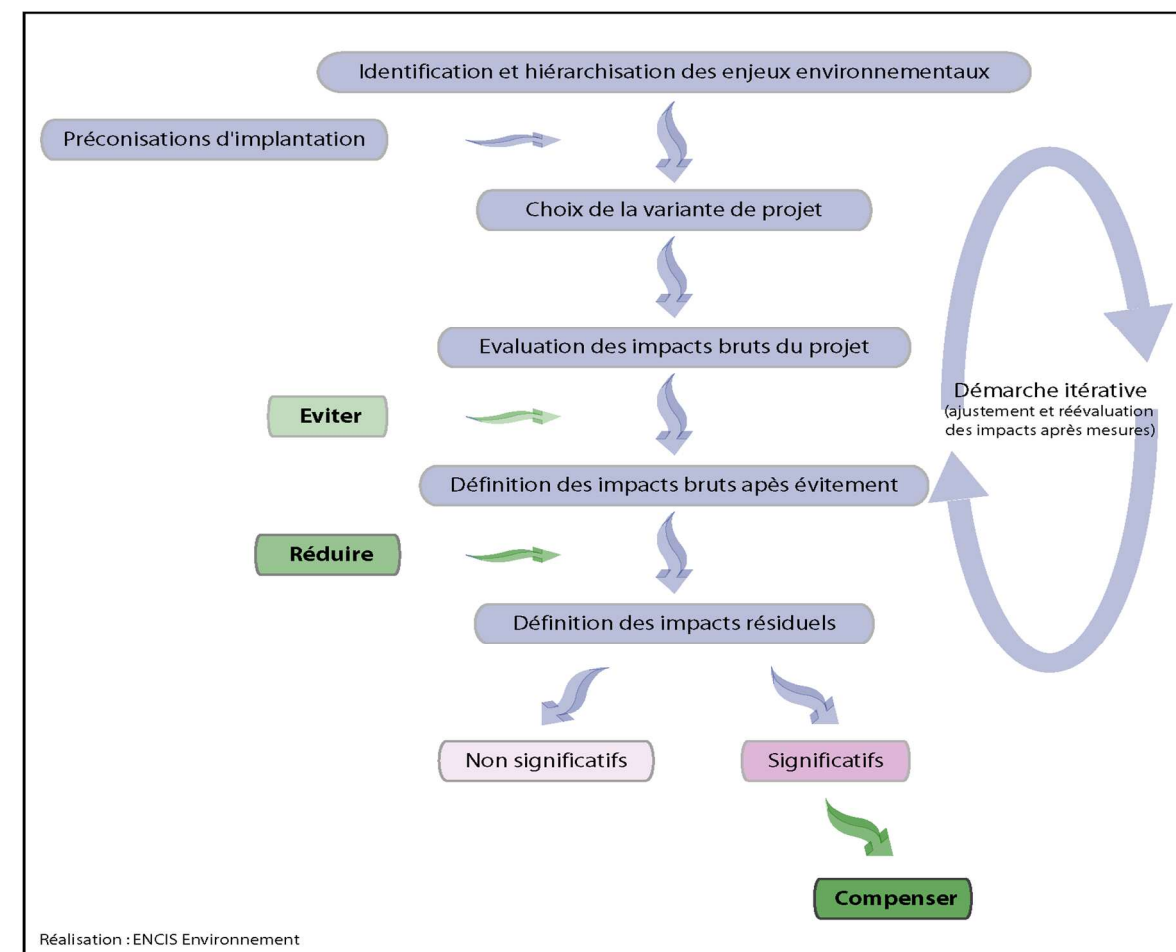 Identification et hiérarchisation des enjeux environnementaux
Préconisations d'implantation
Choix de la variante de projet
Evaluation des impacts bruts du projet
Démarche itérative
(ajustement et réévaluation
des impacts après mesures)
Eviter
Définition des impacts bruts apès évitement
Réduire
Définition des impacts résiduels
Non significatifs
Significatifs
Compenser
Réalisation : ENCIS Environnement